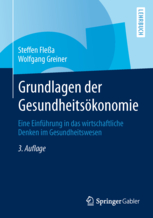 LEHRBUCH
Steffen Fleßa
Wolfgang Greiner
Grundlagen der
Gesundheitsökonomie
Eine Einführung in das wirtschaftliche
Denken im Gesundheitswesen
3. Auflage
Springer Gabler